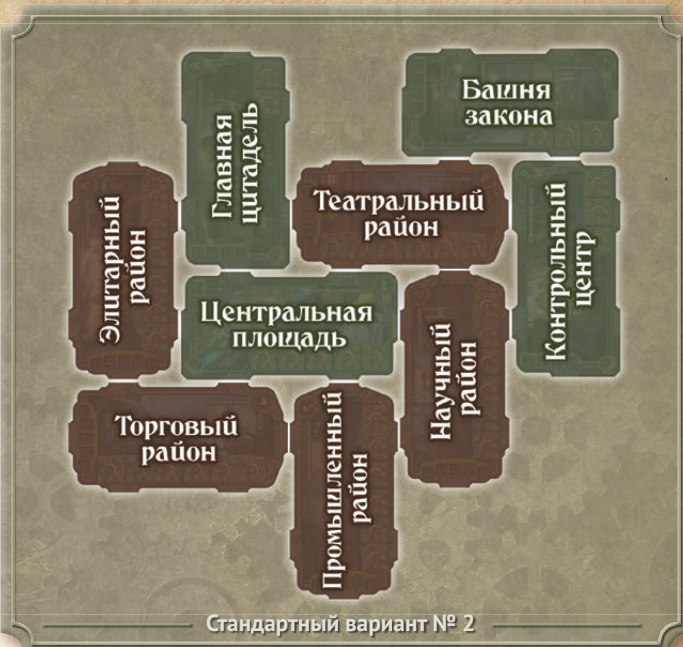 Башня
закона
Главная
цитадель
Театральный
район
Элитарный
район
Контрольный
центр
Центральная
площадь
Научный
район
Торговый
район
Промышленный
район
Стандартный вариант № 2